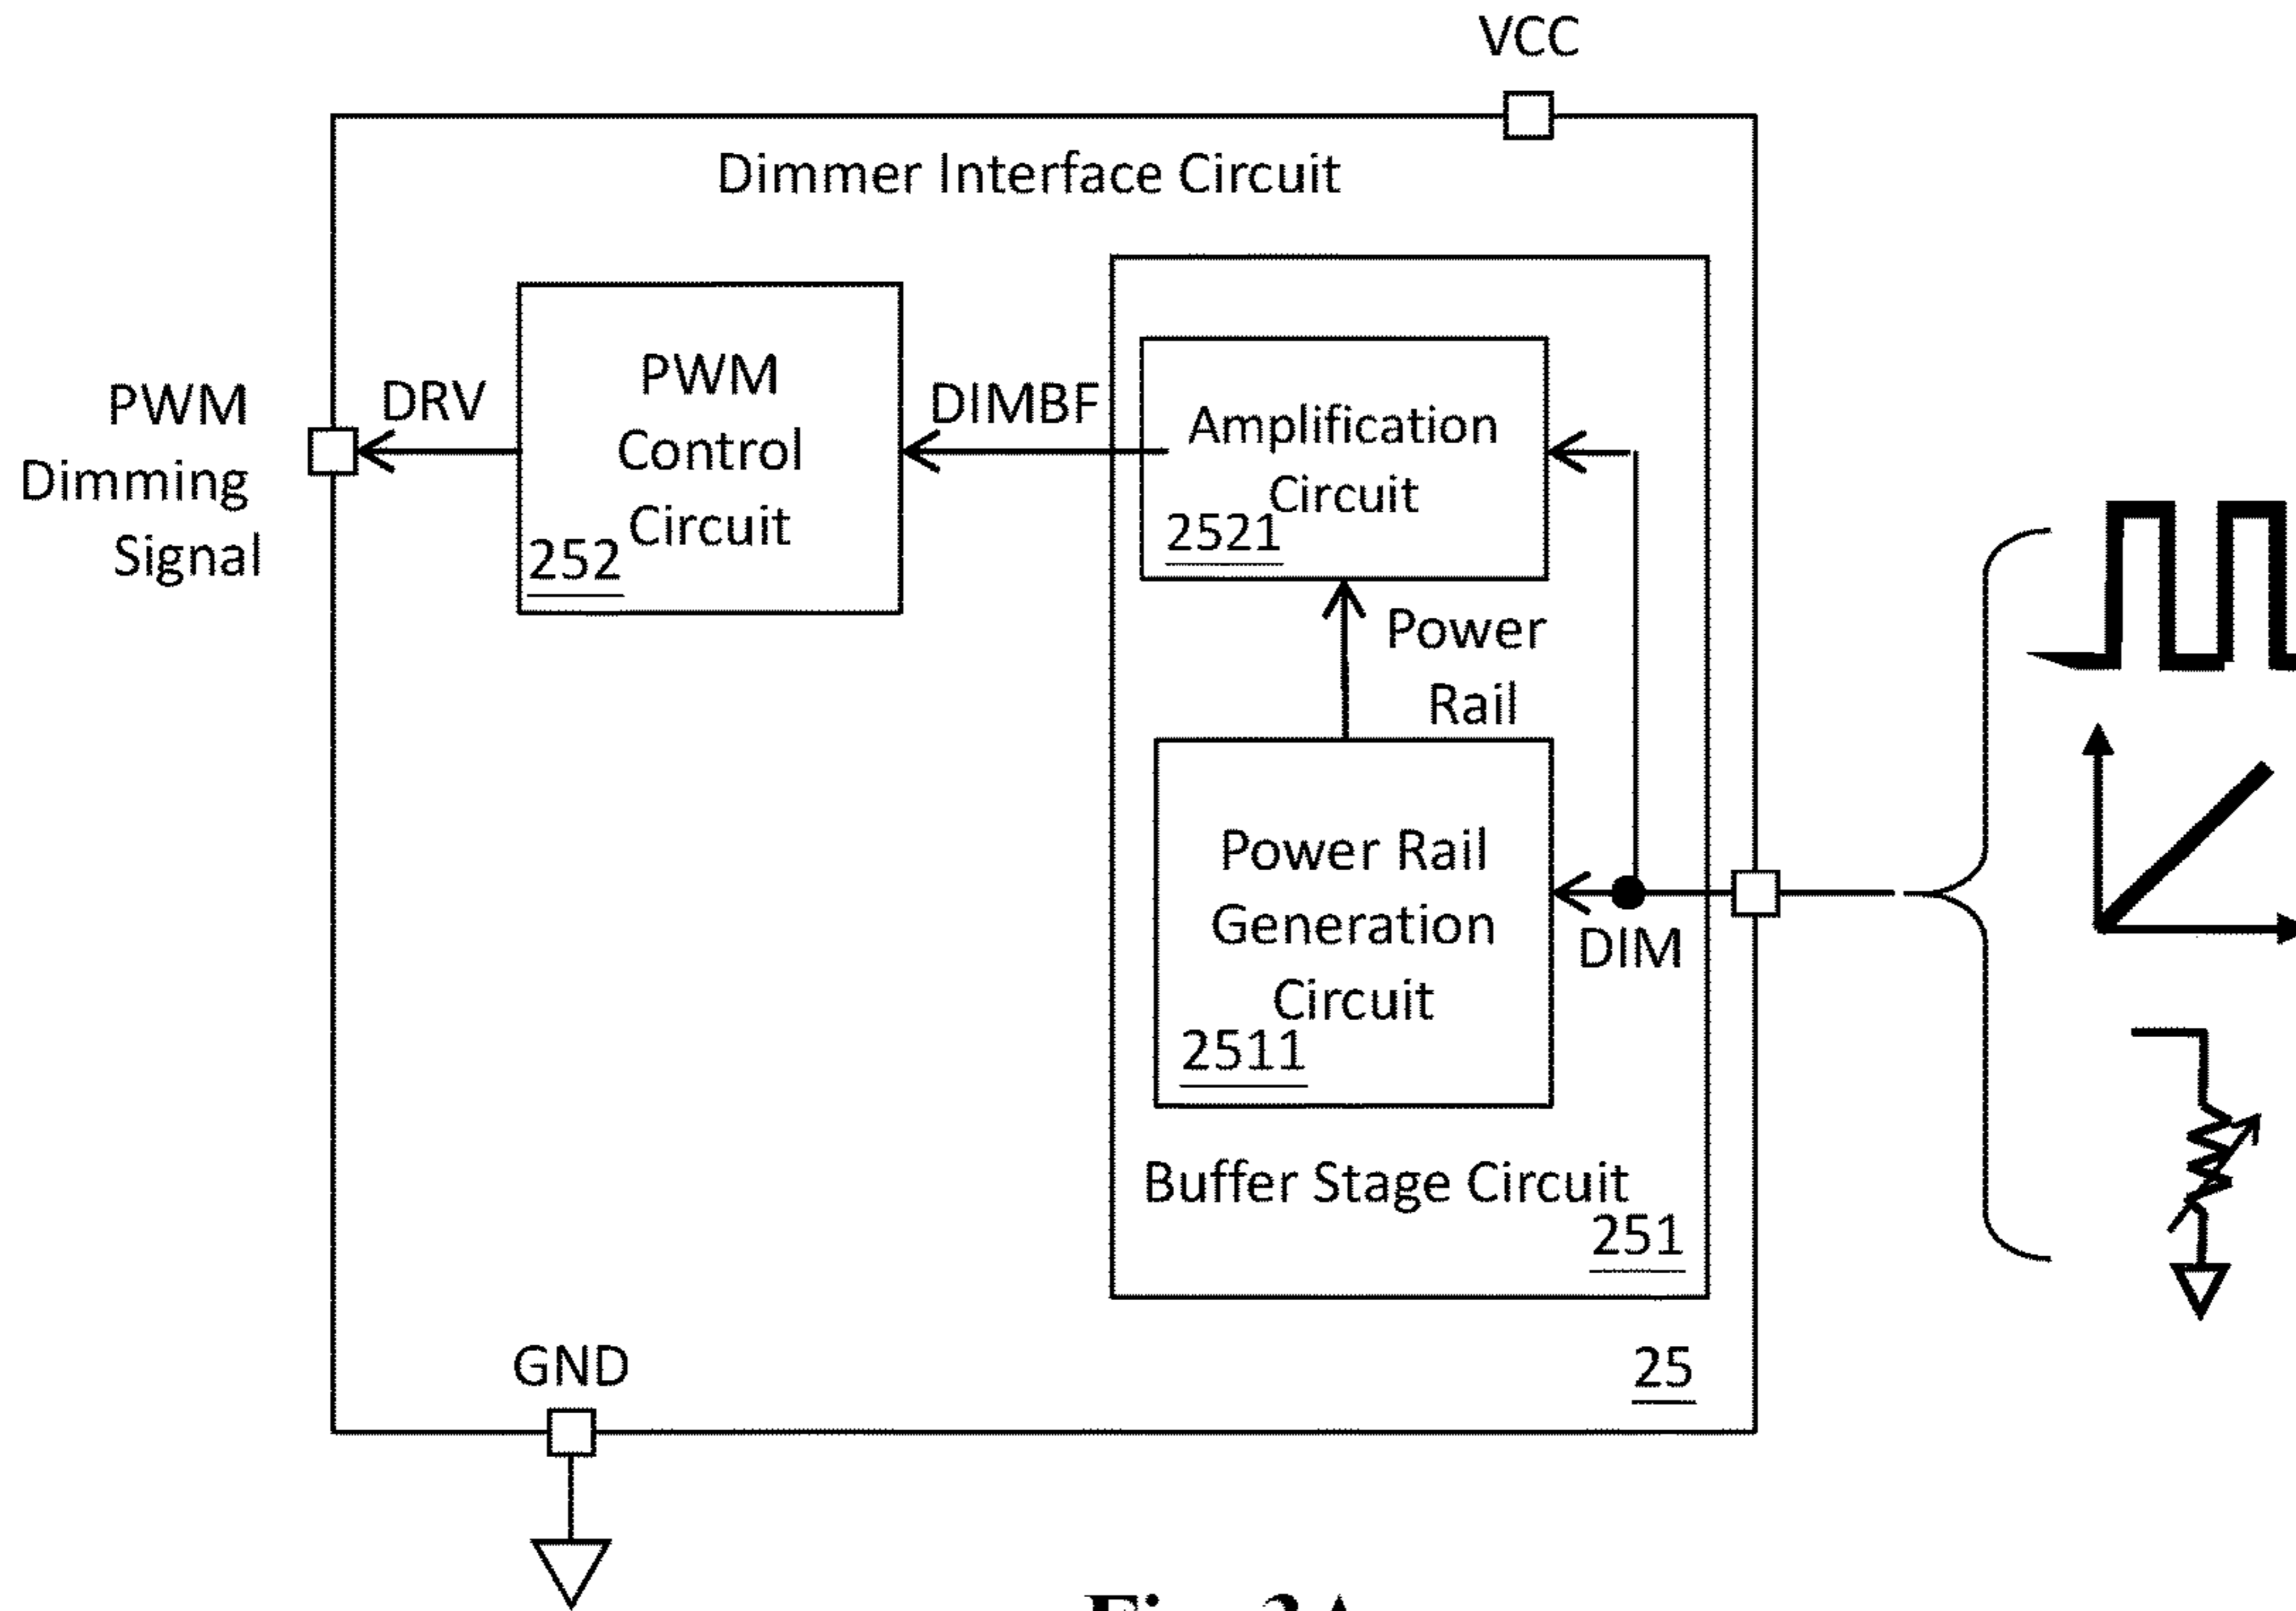 VCC
Dimmer Interface Circuit
PWM
Dimming
Signal
DRV
PWM
Control
Circuit
252
DIMBF
Amplification
Circuit
2521
Power
Rail
Power Rail
Generation
Circuit
2511
DIM
Buffer Stage Circuit
251
25
GND